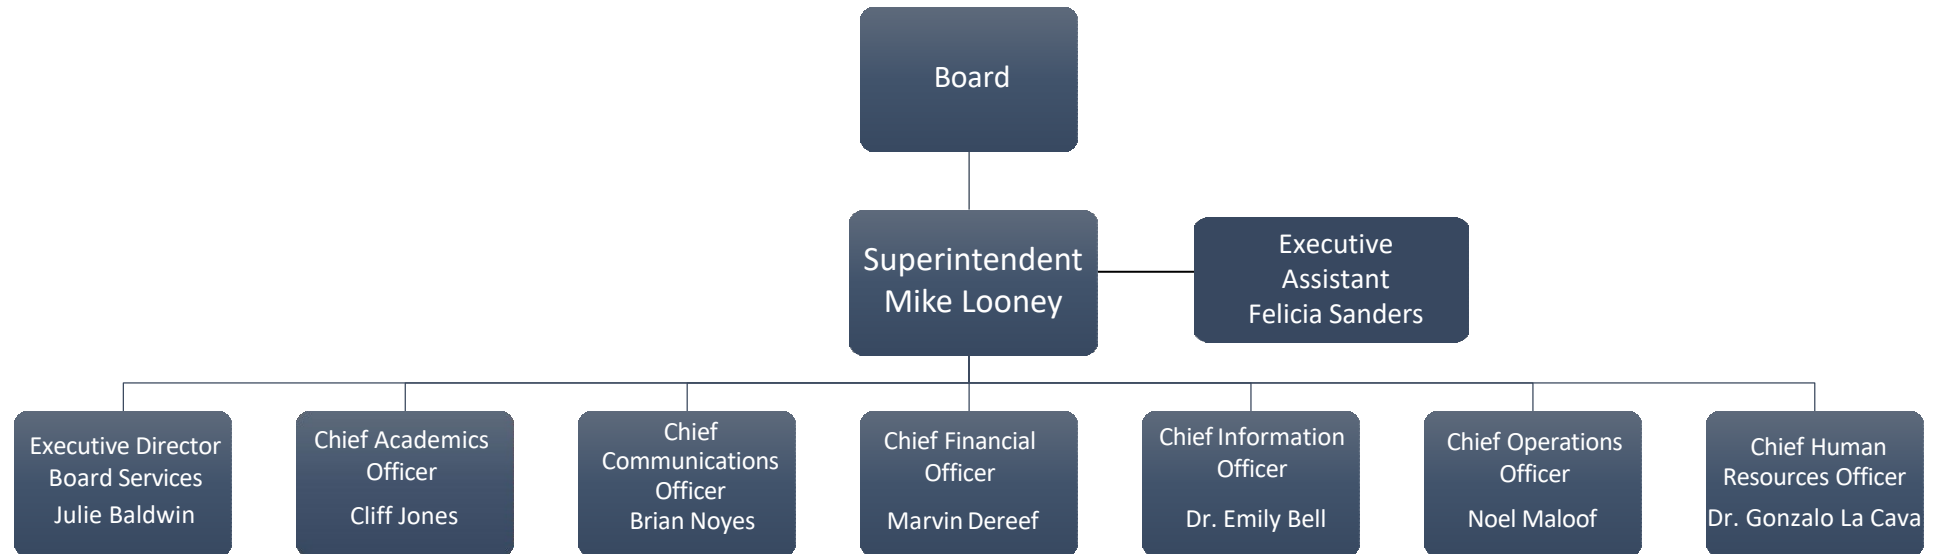 Board
Superintendent
Mike Looney
Executive
Assistant
Felicia Sanders
Executive Director
Board Services
Julie Baldwin
Chief Academics
Officer
Cliff Jones
Chief
Communications
Officer
Brian Noyes
Chief Financial
Officer
Marvin Dereef
Chief Information
Officer
Dr. Emily Bell
Chief Operations
Officer
Noel Maloof
Chief Human
Resources Officer
Dr. Gonzalo La Cava